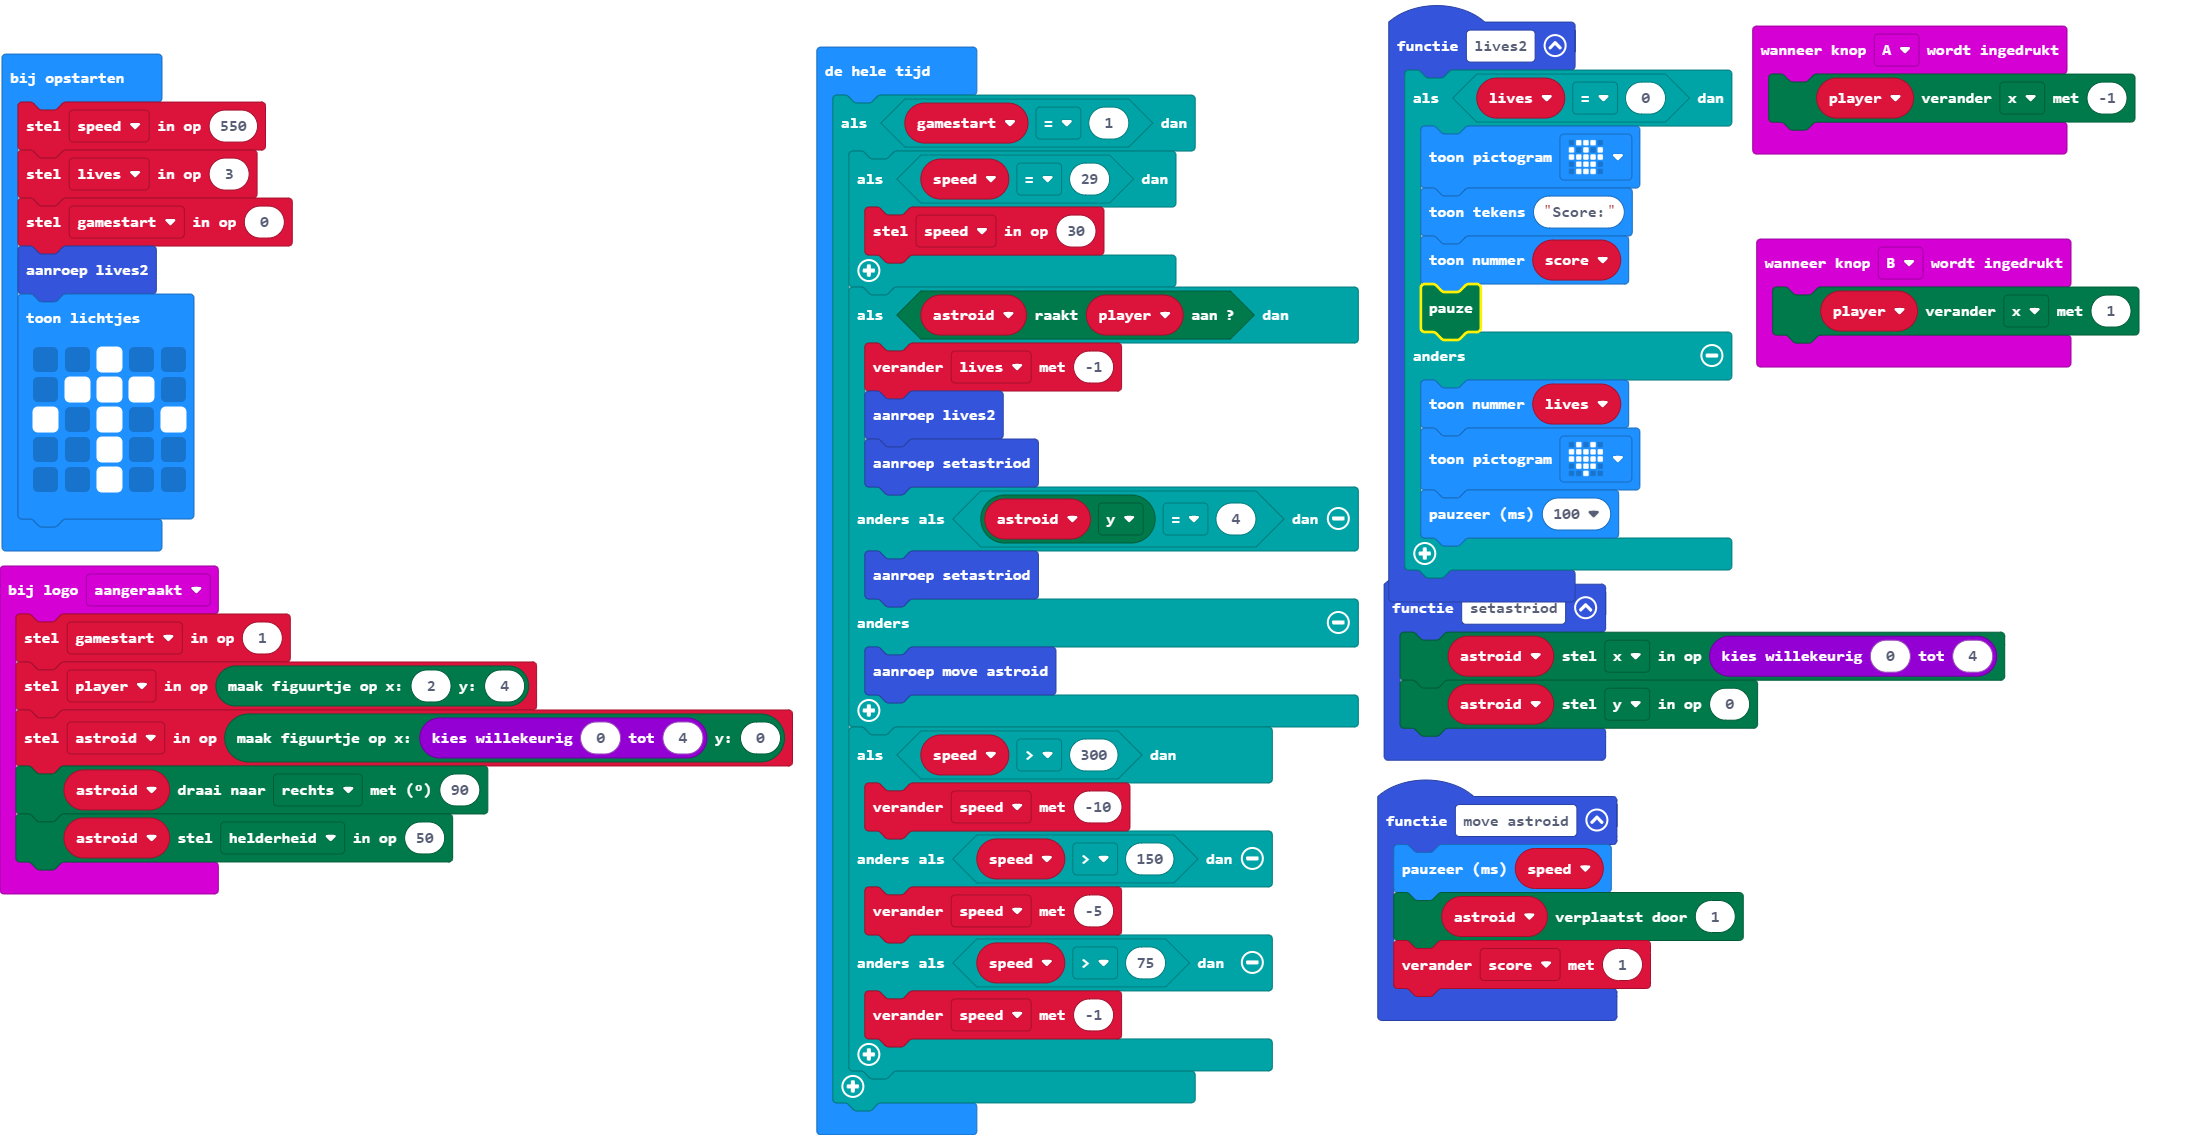 bij opstarten
stel speed in op 550
stel lives in op 3
stel gamestart in op 0
aanroep lives2
toon lichtjes
bij logo aangeraakt
stel gamestart in op 1
stel player in op maak figuurtje op x: 2 y: 4
stel astroid in op maak figuurtje op x: kies willekeurig 0 tot 4 y: 0
astroid draai naar rechts met (º) 90
astroid stel helderheid in op 50
de hele tijd
als gamestart = 1 dan
als speed = 29 dan
stel speed in op 30
als astroid raakt player aan ? dan
verander lives met -1
aanroep lives2
aanroep setastriod
anders als astroid y = 4 dan
aanroep setastriod
anders
aanroep move astroid
als speed > 300 dan
verander speed met -10
anders als speed > 150 dan
verander speed met -5
anders als speed > 75 dan
verander speed met -1
functie lives2
als lives = 0 dan
toon pictogram
toon tekens "Score:"
toon nummer score
pauze
anders
toon nummer lives
toon pictogram
pauzeer (ms) 100
functie setastriod
astroid stel x in op kies willekeurig 0 tot 4
astroid stel y in op 0
functie move astroid
pauzeer (ms) speed
astroid verplaatst door 1
verander score met 1
wanneer knop A wordt ingedrukt
player verander x met -1
wanneer knop B wordt ingedrukt
player verander x met 1